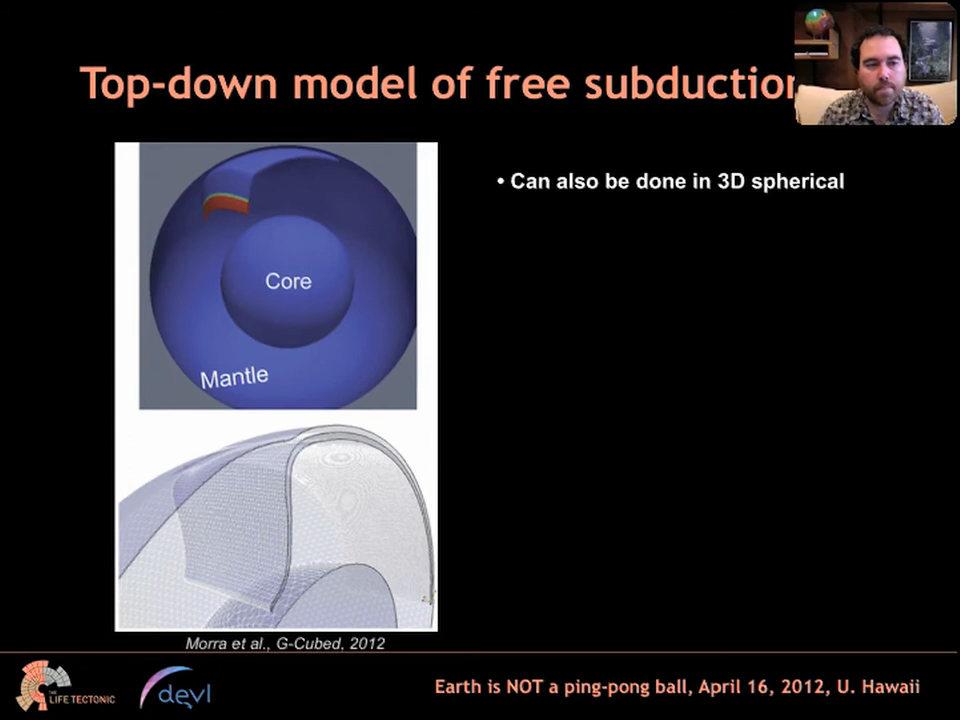 Top-down model of free subduction
• Can also be done in 3D spherical
Core
Mantle
Morra et al., G-Cubed, 2012
THE
LIFE TECTONIC
devl
Earth is NOT a ping-pong ball, April 16, 2012, U. Hawaii